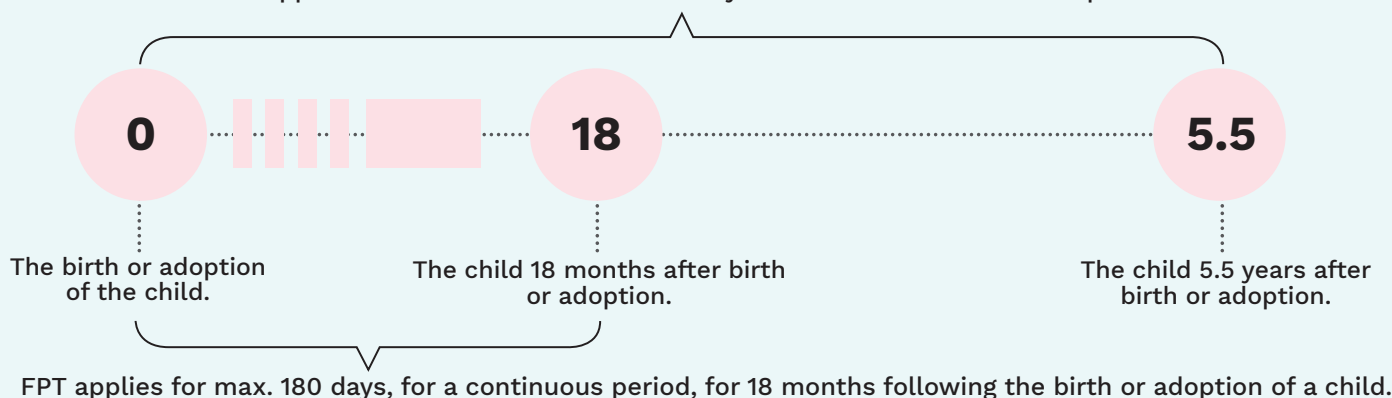 0
18
5.5
The birth or adoption
of the child.
The child 18 months after birth
or adoption.
The child 5.5 years after
birth or adoption.
FPT applies for max. 180 days, for a continuous period, for 18 months following the birth or adoption of a child.